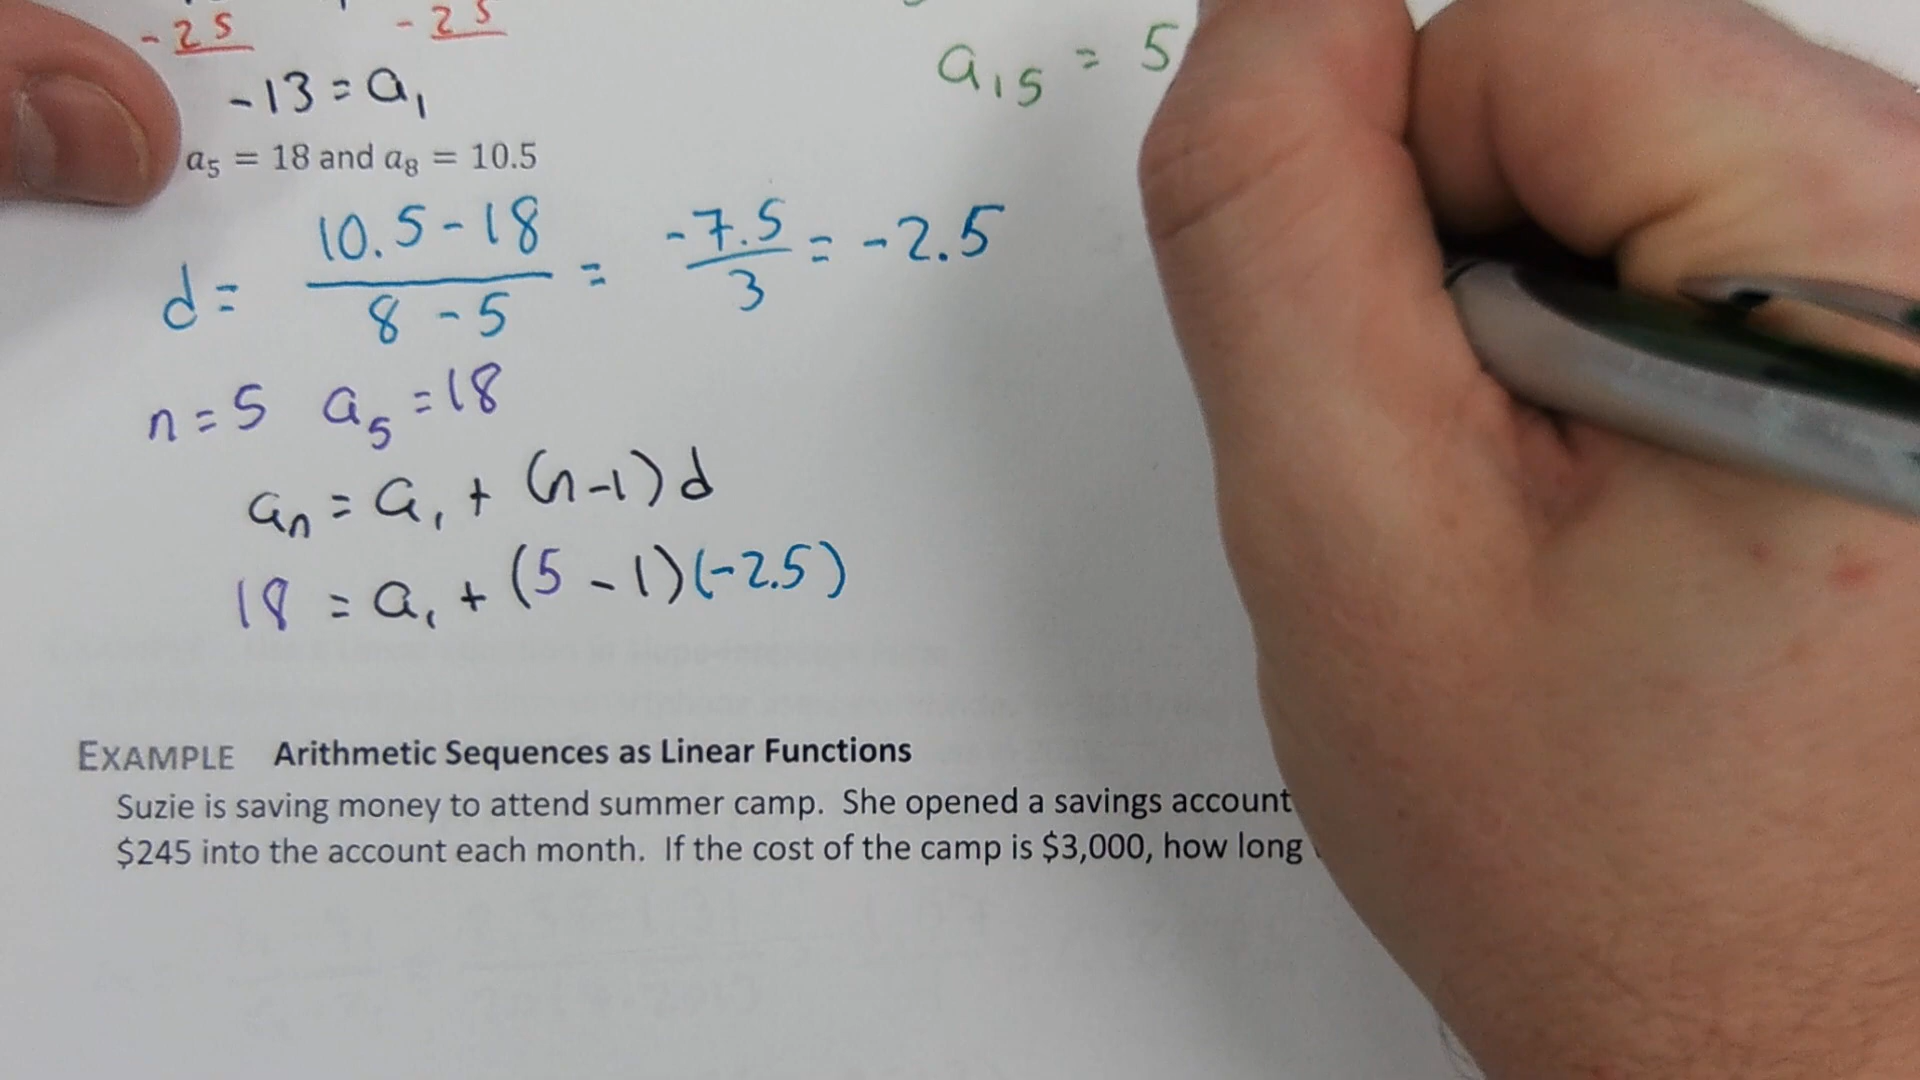 -25 -25
-13 = a₁
a₁₅ = 5
a₅ = 18 and a₈ = 10.5
d = 10.5-18 / 8-5 = -7.5 / 3 = -2.5
n=5 a₅ =18
aₙ = a₁ + (n-1)d
18 = a₁ + (5-1)(-2.5)
EXAMPLE Arithmetic Sequences as Linear Functions
Suzie is saving money to attend summer camp. She opened a savings account
$245 into the account each month. If the cost of the camp is $3,000, how long